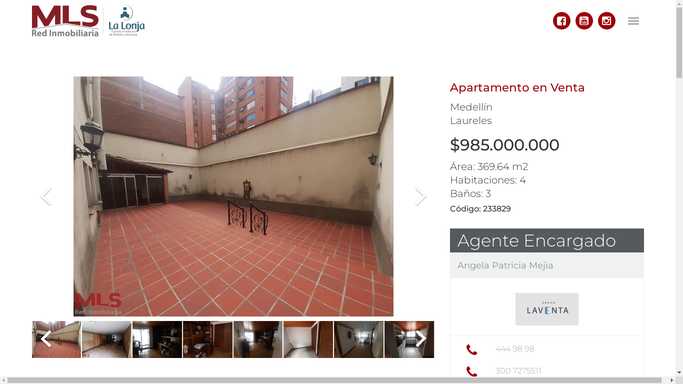 MLS
Red Inmobiliaria
La Lonja
Apartamento en Venta
Medellín
Laureles
$985.000.000
Área: 369.64 m2
Habitaciones: 4
Baños: 3
Código: 233829
Agente Encargado
Angela Patricia Mejia
LAVENTA
444 98 98
300 7275511
MLS
Red Inmobiliaria